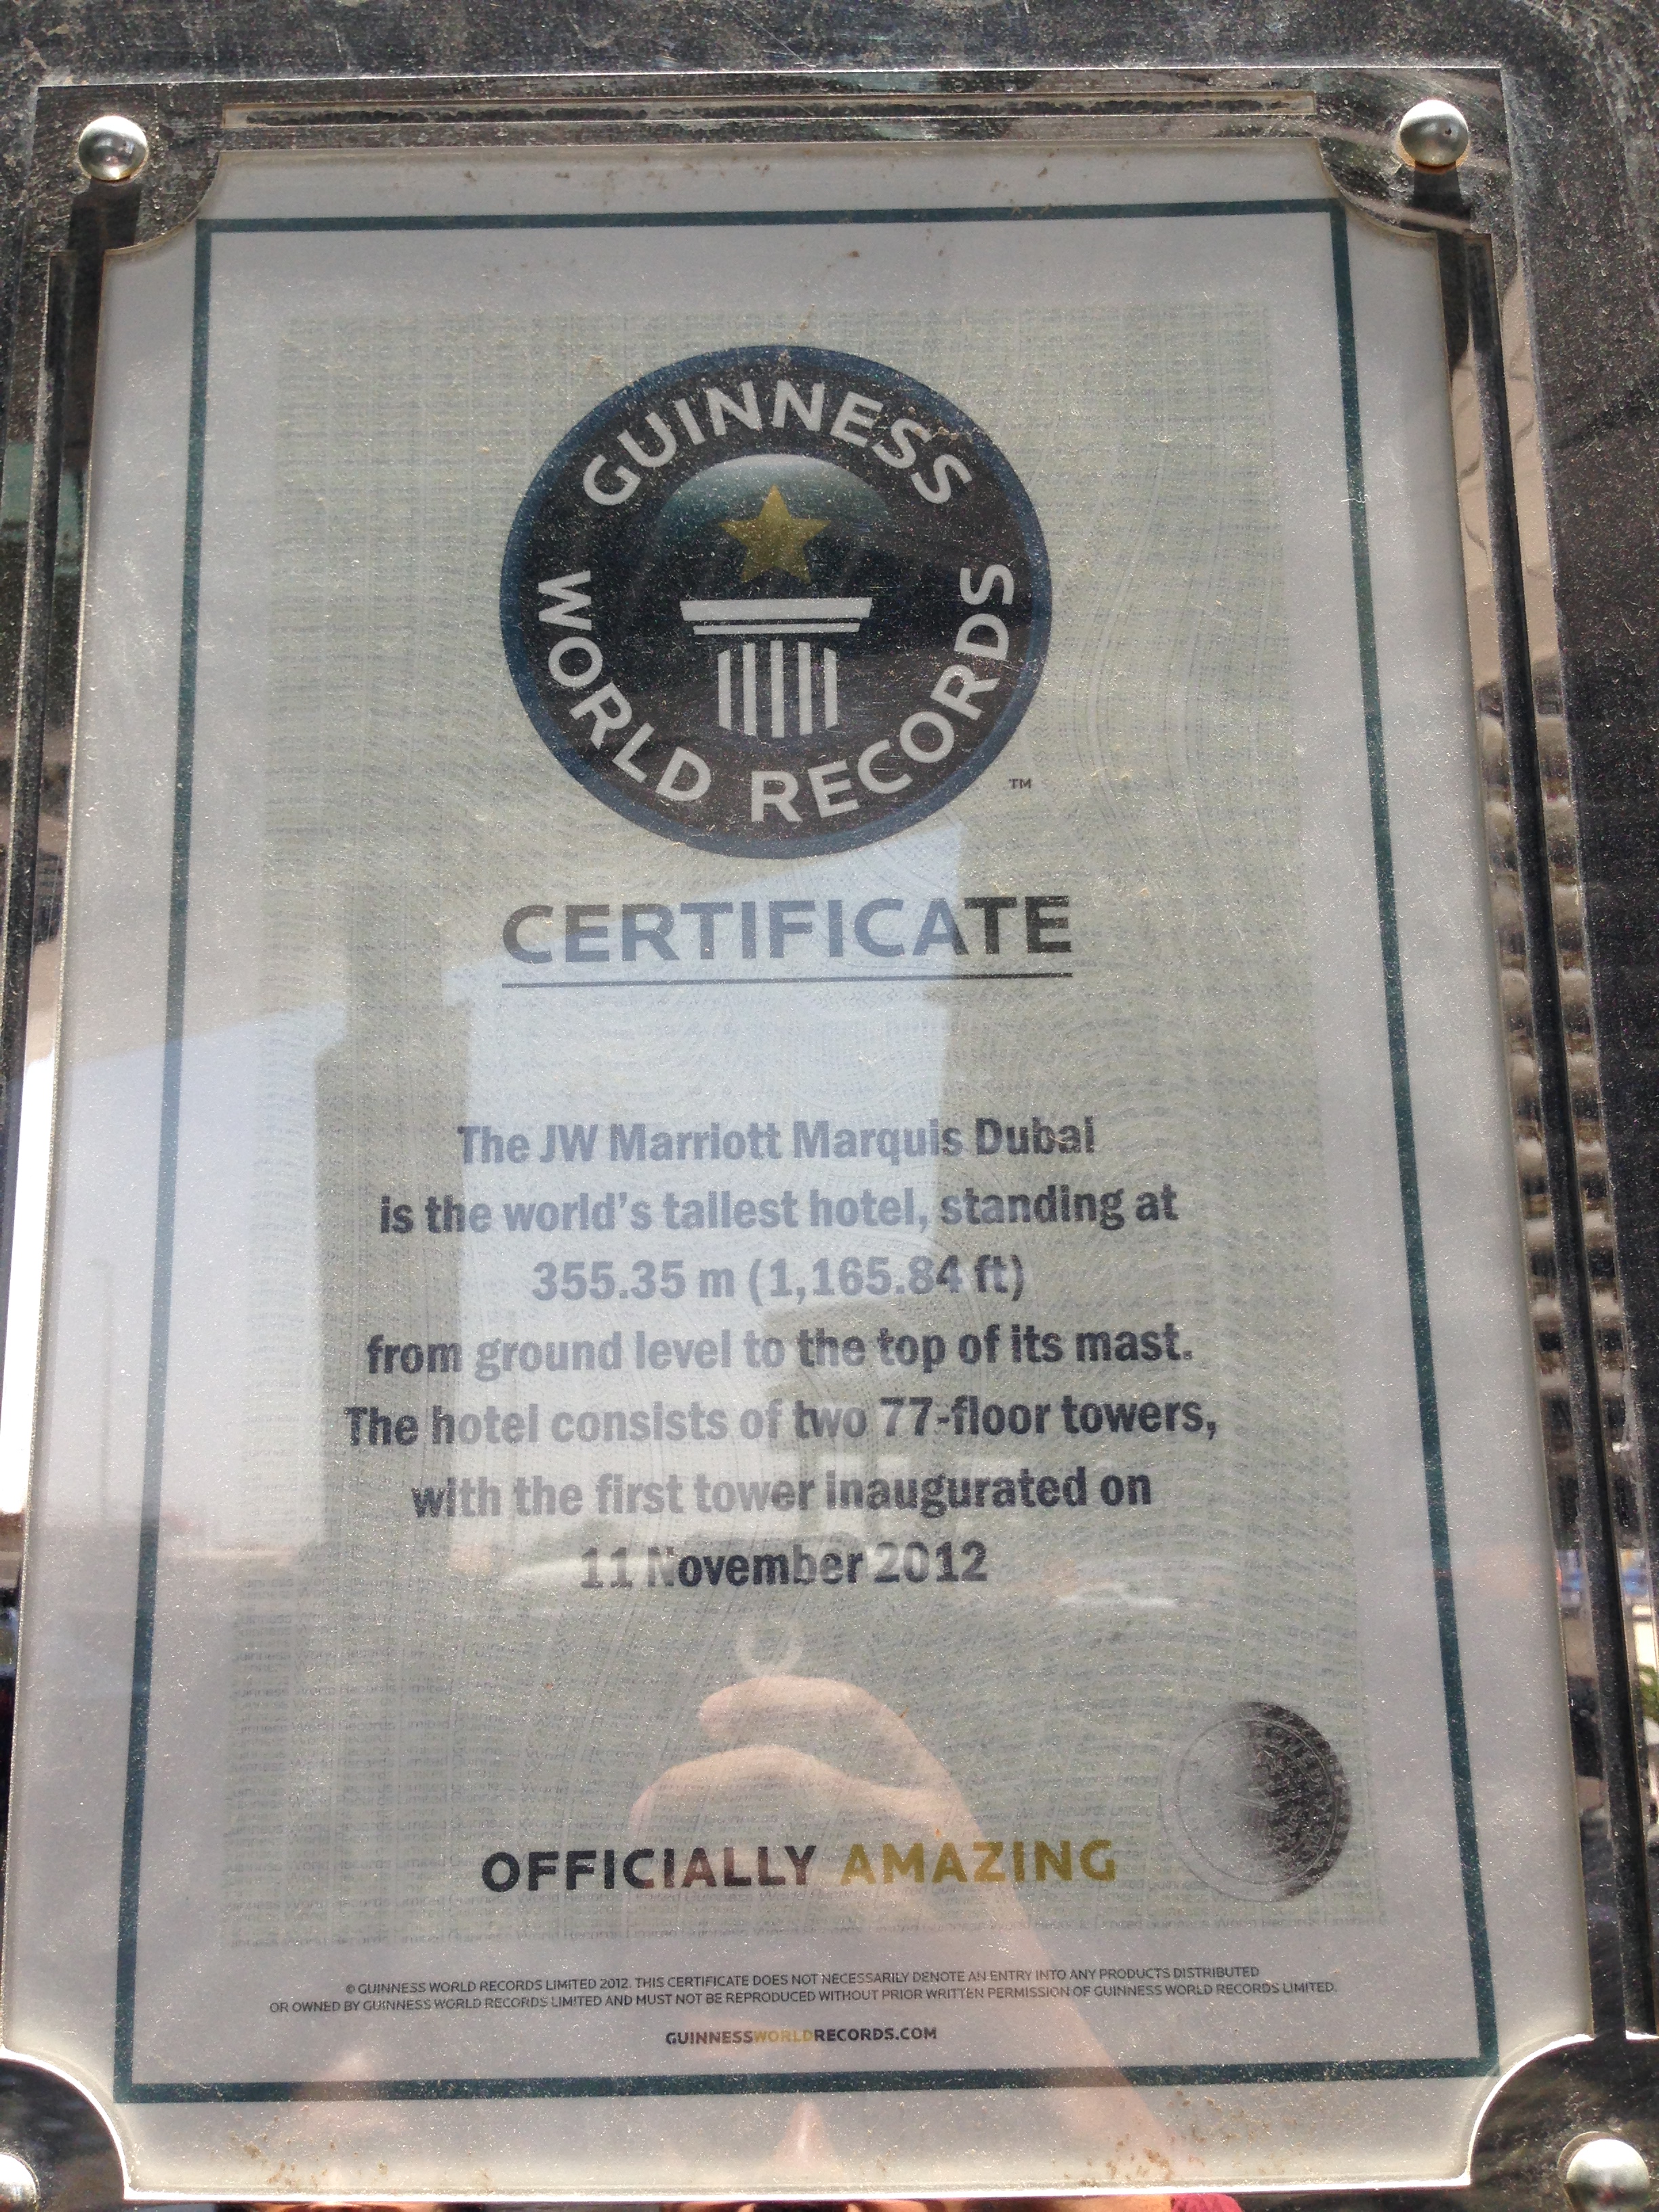 GUINNESS
WORLD RECORDS
TM
CERTIFICATE
The JW Marriott Marquis Dubai
is the world's tallest hotel, standing at
355.35 m (1,165.84 ft)
from ground level to the top of its mast.
The hotel consists of two 77-floor towers,
with the first tower inaugurated on
11 November 2012
OFFICIALLY AMAZING
© GUINNESS WORLD RECORDS LIMITED 2012. THIS CERTIFICATE DOES NOT NECESSARILY DENOTE AN ENTRY INTO ANY PRODUCTS DISTRIBUTED
OR OWNED BY GUINNESS WORLD RECORDS LIMITED AND MUST NOT BE REPRODUCED WITHOUT PRIOR WRITTEN PERMISSION OF GUINNESS WORLD RECORDS LIMITED.
GUINNESSWORLDRECORDS.COM